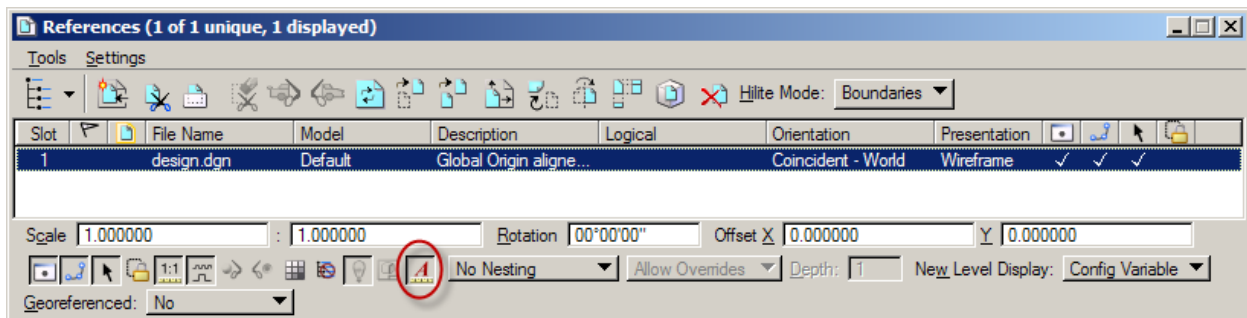 References (1 of 1 unique, 1 displayed)
Tools Settings
Hilite Mode: Boundaries
Slot File Name Model Description Logical Orientation Presentation
1 design.dgn Default Global Origin aligne... Coincident - World Wireframe
Scale 1.000000 : 1.000000 Rotation 00°00'00" Offset X 0.000000 Y 0.000000
1:1 A No Nesting Allow Overrides Depth: 1 New Level Display: Config Variable
Georeferenced: No